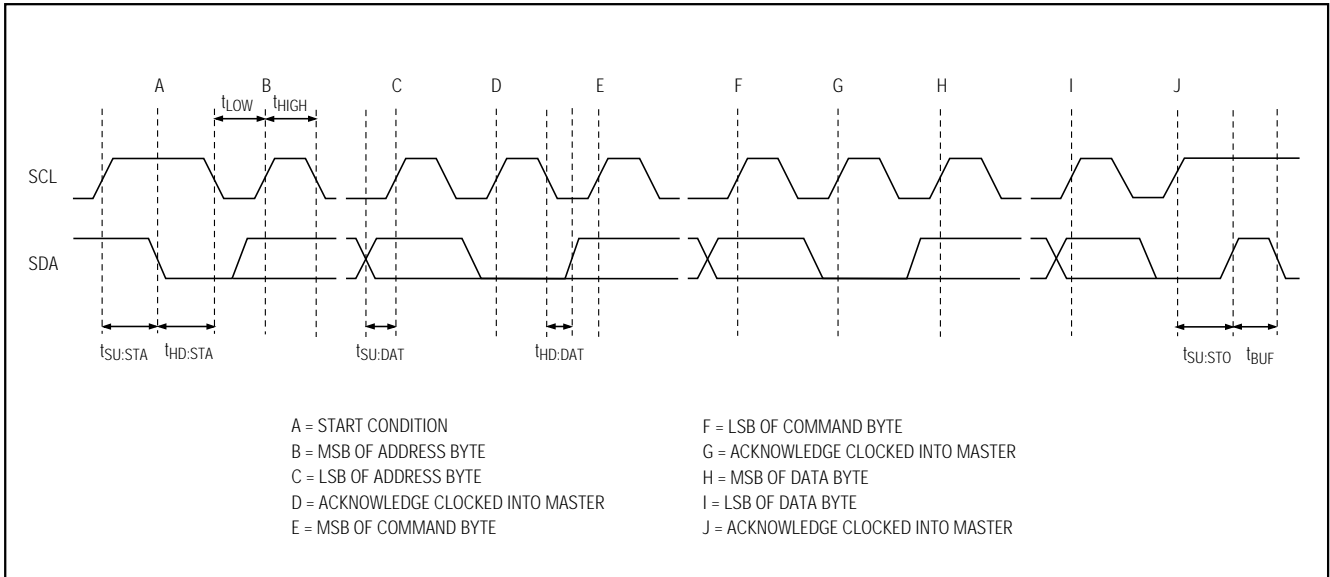 A B C D E F G H I J
tLOW tHIGH
SCL
SDA
tSU:STA tHD:STA tSU:DAT tHD:DAT tSU:STO tBUF
A = START CONDITION
B = MSB OF ADDRESS BYTE
C = LSB OF ADDRESS BYTE
D = ACKNOWLEDGE CLOCKED INTO MASTER
E = MSB OF COMMAND BYTE
F = LSB OF COMMAND BYTE
G = ACKNOWLEDGE CLOCKED INTO MASTER
H = MSB OF DATA BYTE
I = LSB OF DATA BYTE
J = ACKNOWLEDGE CLOCKED INTO MASTER